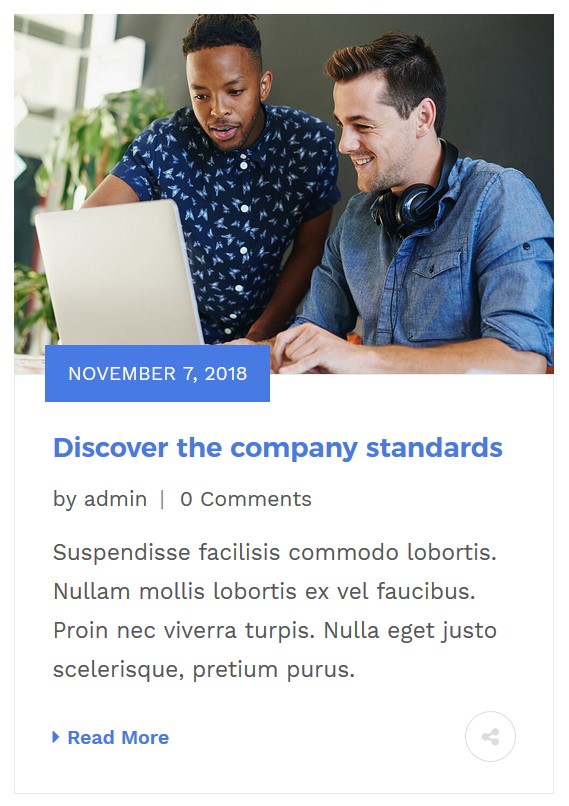 NOVEMBER 7, 2018
Discover the company standards
by admin | 0 Comments
Suspendisse facilisis commodo lobortis.
Nullam mollis lobortis ex vel faucibus.
Proin nec viverra turpis. Nulla eget justo
scelerisque, pretium purus.
Read More